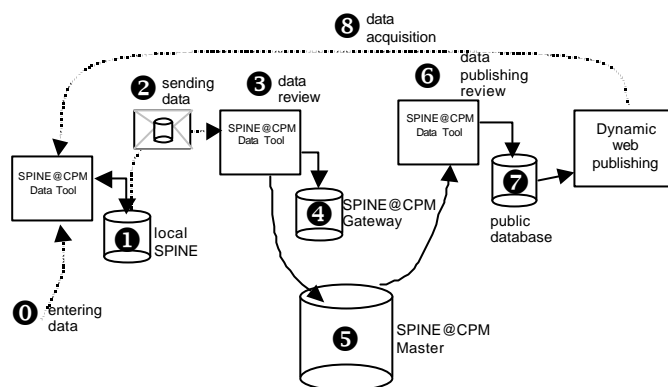 8 data
acquisition
2 sending
data
3 data
review
6 data
publishing
review
SPINE@CPM
Data Tool
SPINE@CPM
Data Tool
Dynamic
web
publishing
SPINE@CPM
Data Tool
1 local
SPINE
4 SPINE@CPM
Gateway
7
public
database
0 entering
data
5 SPINE@CPM
Master